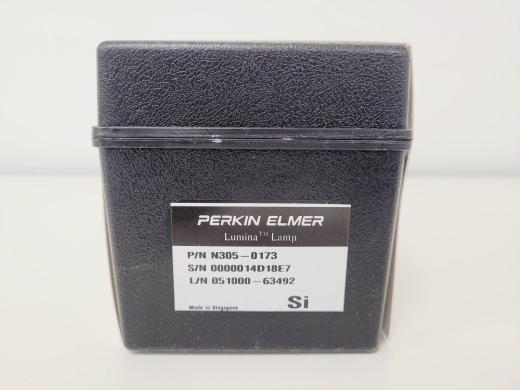 PERKIN ELMER
Lumina™ Lamp
P/N N305-0173
S/N 0000014D18E7
L/N 051000-63492
Made in Singapore
Si